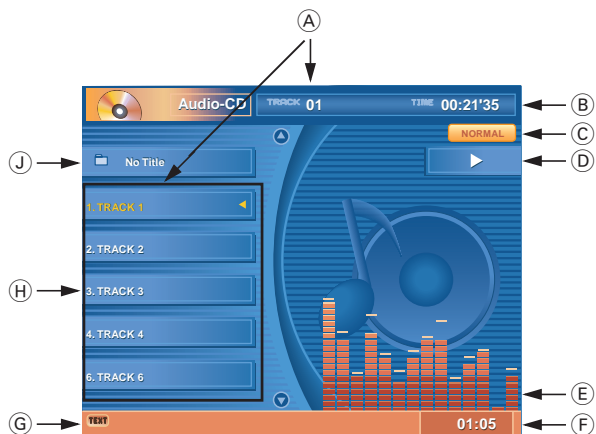 A
Audio-CD TRACK 01 TIME 00:21'35 B
NORMAL C
J No Title D
1. TRACK 1
2. TRACK 2
H 3. TRACK 3
4. TRACK 4
6. TRACK 6
E
G TEXT 01:05 F